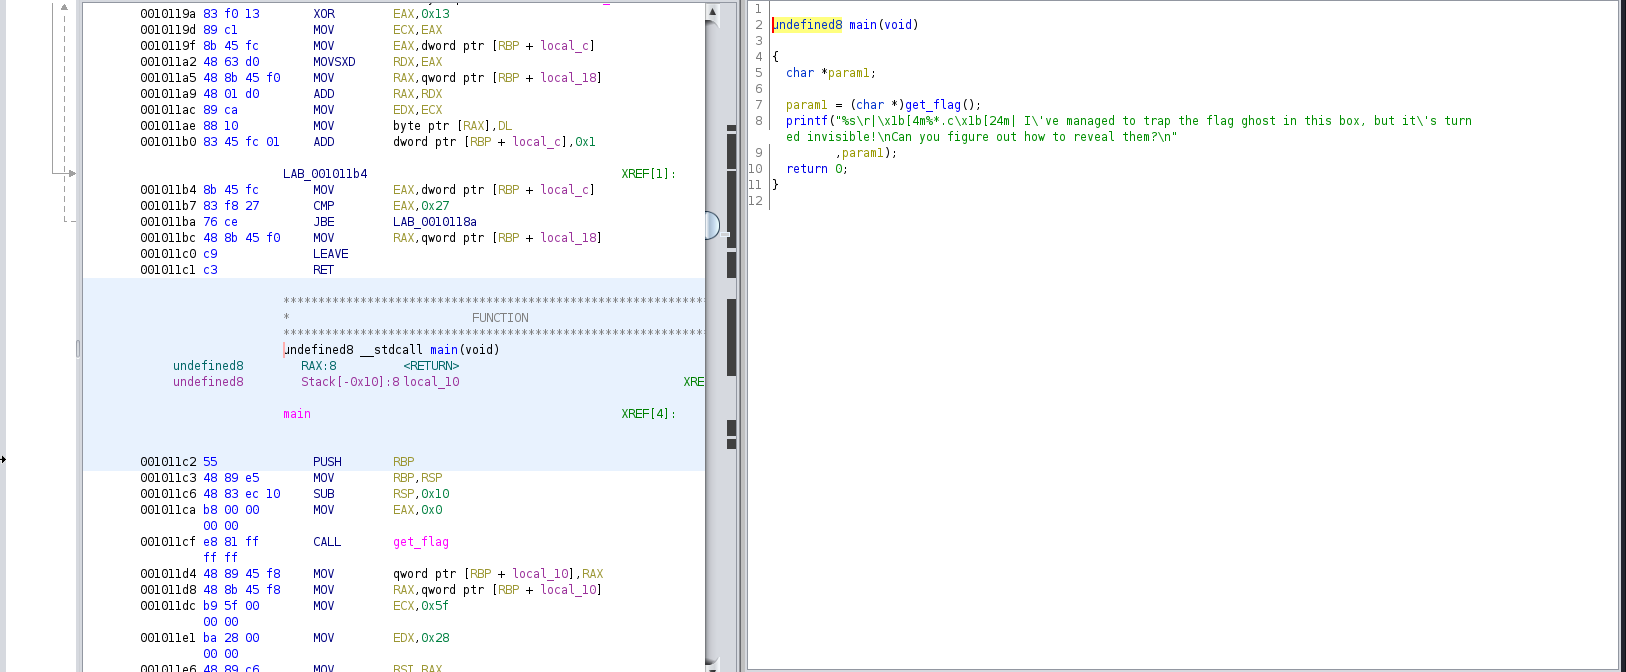 0010119a 83 f0 13 XOR EAX,0x13
0010119d 89 c1 MOV ECX,EAX
0010119f 8b 45 fc MOV EAX,dword ptr [RBP + local_c]
001011a2 48 63 d0 MOVSXD RDX,EAX
001011a5 48 8b 45 f0 MOV RAX,qword ptr [RBP + local_18]
001011a9 48 01 d0 ADD RAX,RDX
001011ac 89 ca MOV EDX,ECX
001011ae 88 10 MOV byte ptr [RAX],DL
001011b0 83 45 fc 01 ADD dword ptr [RBP + local_c],0x1
LAB_001011b4 XREF[1]:
001011b4 8b 45 fc MOV EAX,dword ptr [RBP + local_c]
001011b7 83 f8 27 CMP EAX,0x27
001011ba 76 ce JBE LAB_0010118a
001011bc 48 8b 45 f0 MOV RAX,qword ptr [RBP + local_18]
001011c0 c9 LEAVE
001011c1 c3 RET
************************************************************
* FUNCTION
************************************************************
undefined8 __stdcall main(void)
undefined8 RAX:8 <RETURN>
undefined8 Stack[-0x10]:8 local_10 XRE
main XREF[4]:
001011c2 55 PUSH RBP
001011c3 48 89 e5 MOV RBP,RSP
001011c6 48 83 ec 10 SUB RSP,0x10
001011ca b8 00 00 MOV EAX,0x0
00 00
001011cf e8 81 ff CALL get_flag
ff ff
001011d4 48 89 45 f8 MOV qword ptr [RBP + local_10],RAX
001011d8 48 8b 45 f8 MOV RAX,qword ptr [RBP + local_10]
001011dc b9 5f 00 MOV ECX,0x5f
00 00
001011e1 ba 28 00 MOV EDX,0x28
00 00
001011e6 48 89 c6 MOV RSI,RAX
1
2 undefined8 main(void)
3
4 {
5 char *param1;
6
7 param1 = (char *)get_flag();
8 printf("%s\r|\x1b[4m%*.c\x1b[24m| I\'ve managed to trap the flag ghost in this box, but it\'s turn
ed invisible!\nCan you figure out how to reveal them?\n"
9 ,param1);
10 return 0;
11 }
12